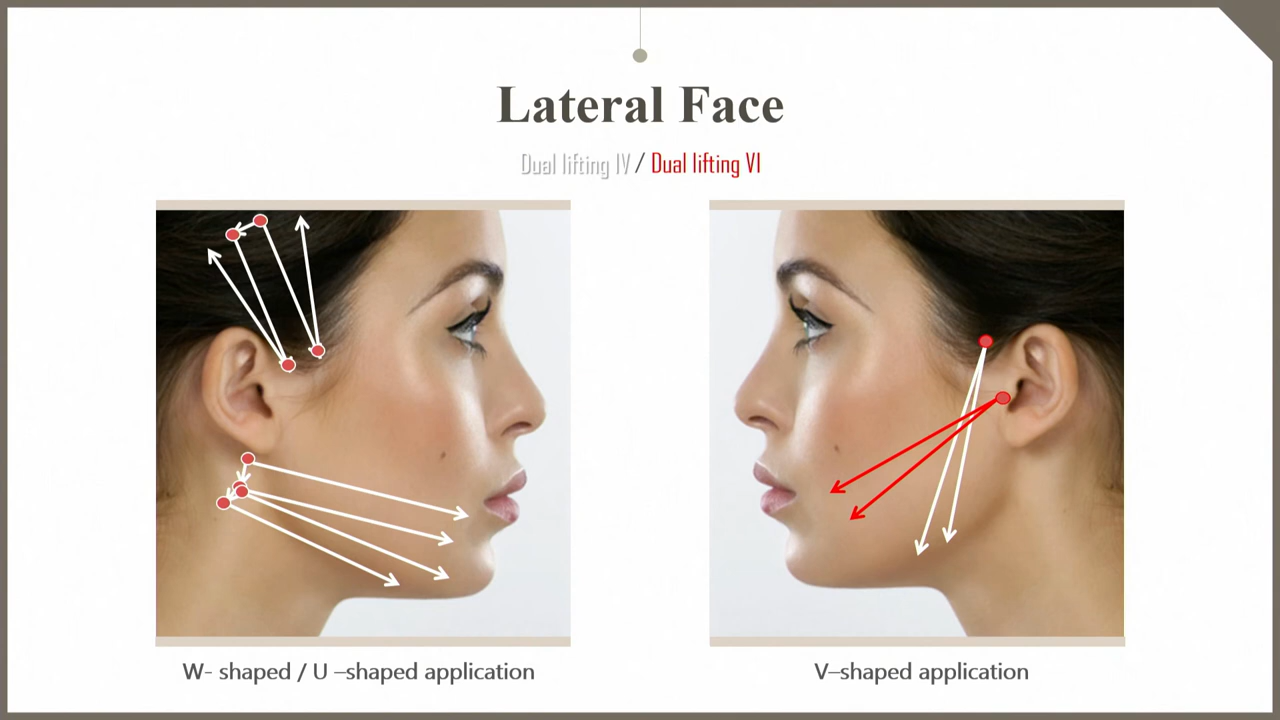 Lateral Face
Dual lifting IV / Dual lifting VI
W- shaped / U –shaped application
V–shaped application